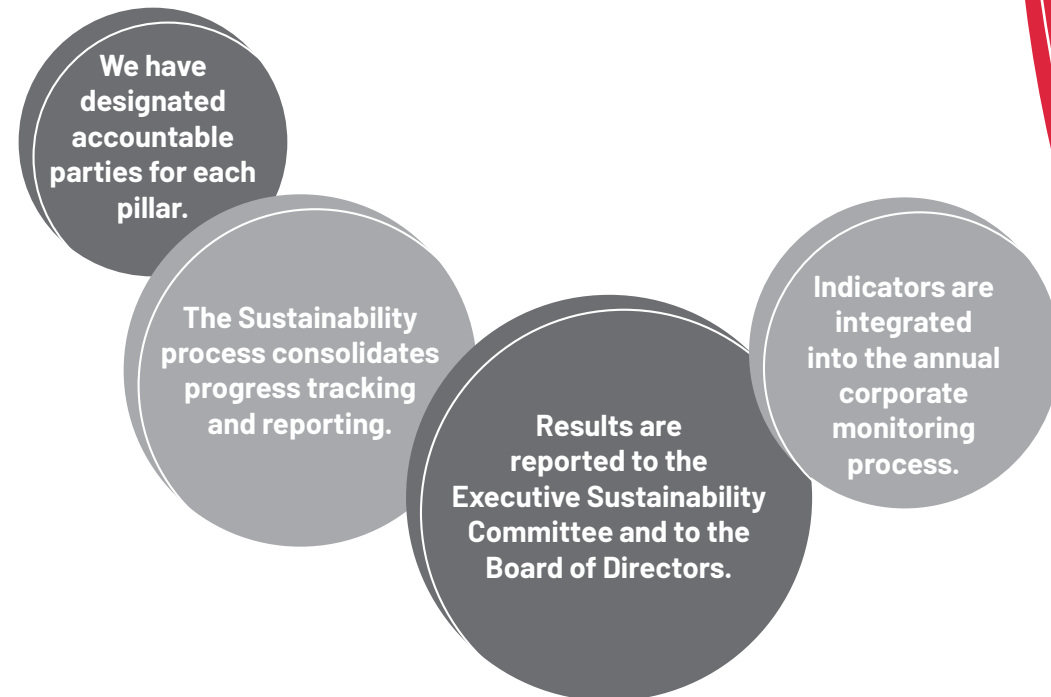 We have
designated
accountable
parties for each
pillar.
The Sustainability
process consolidates
progress tracking
and reporting.
Results are
reported to the
Executive Sustainability
Committee and to the
Board of Directors.
Indicators are
integrated
into the annual
corporate
monitoring
process.